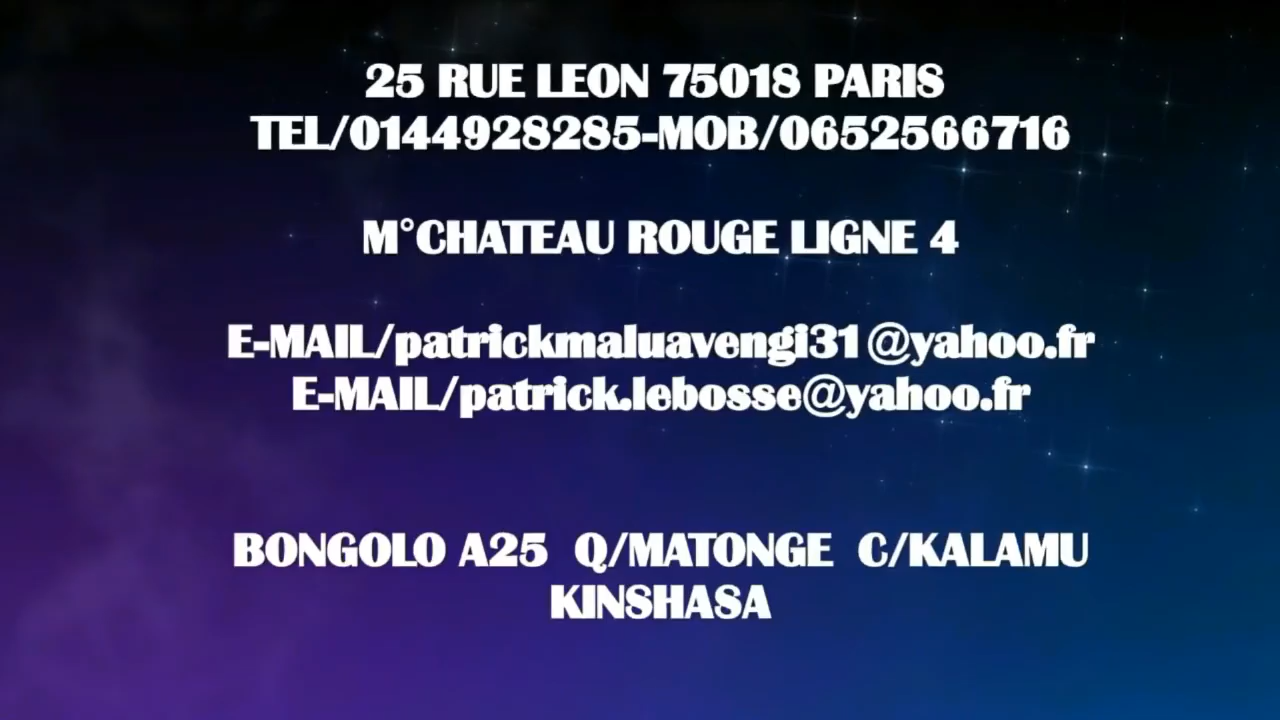 25 RUE LEON 75018 PARIS
TEL/0144928285-MOB/0652566716
M°CHATEAU ROUGE LIGNE 4
E-MAIL/patrickmaluavengi31@yahoo.fr
E-MAIL/patrick.lebosse@yahoo.fr
BONGOLO A25 Q/MATONGE C/KALAMU
KINSHASA